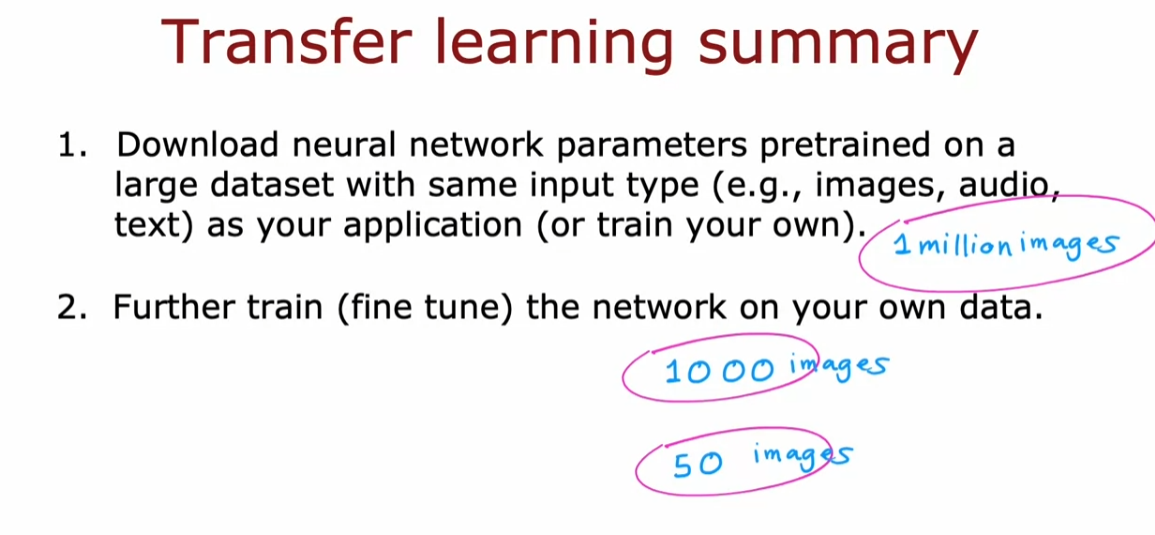 Transfer learning summary
1. Download neural network parameters pretrained on a
large dataset with same input type (e.g., images, audio,
text) as your application (or train your own).
1 million images
2. Further train (fine tune) the network on your own data.
1000 images
50 images